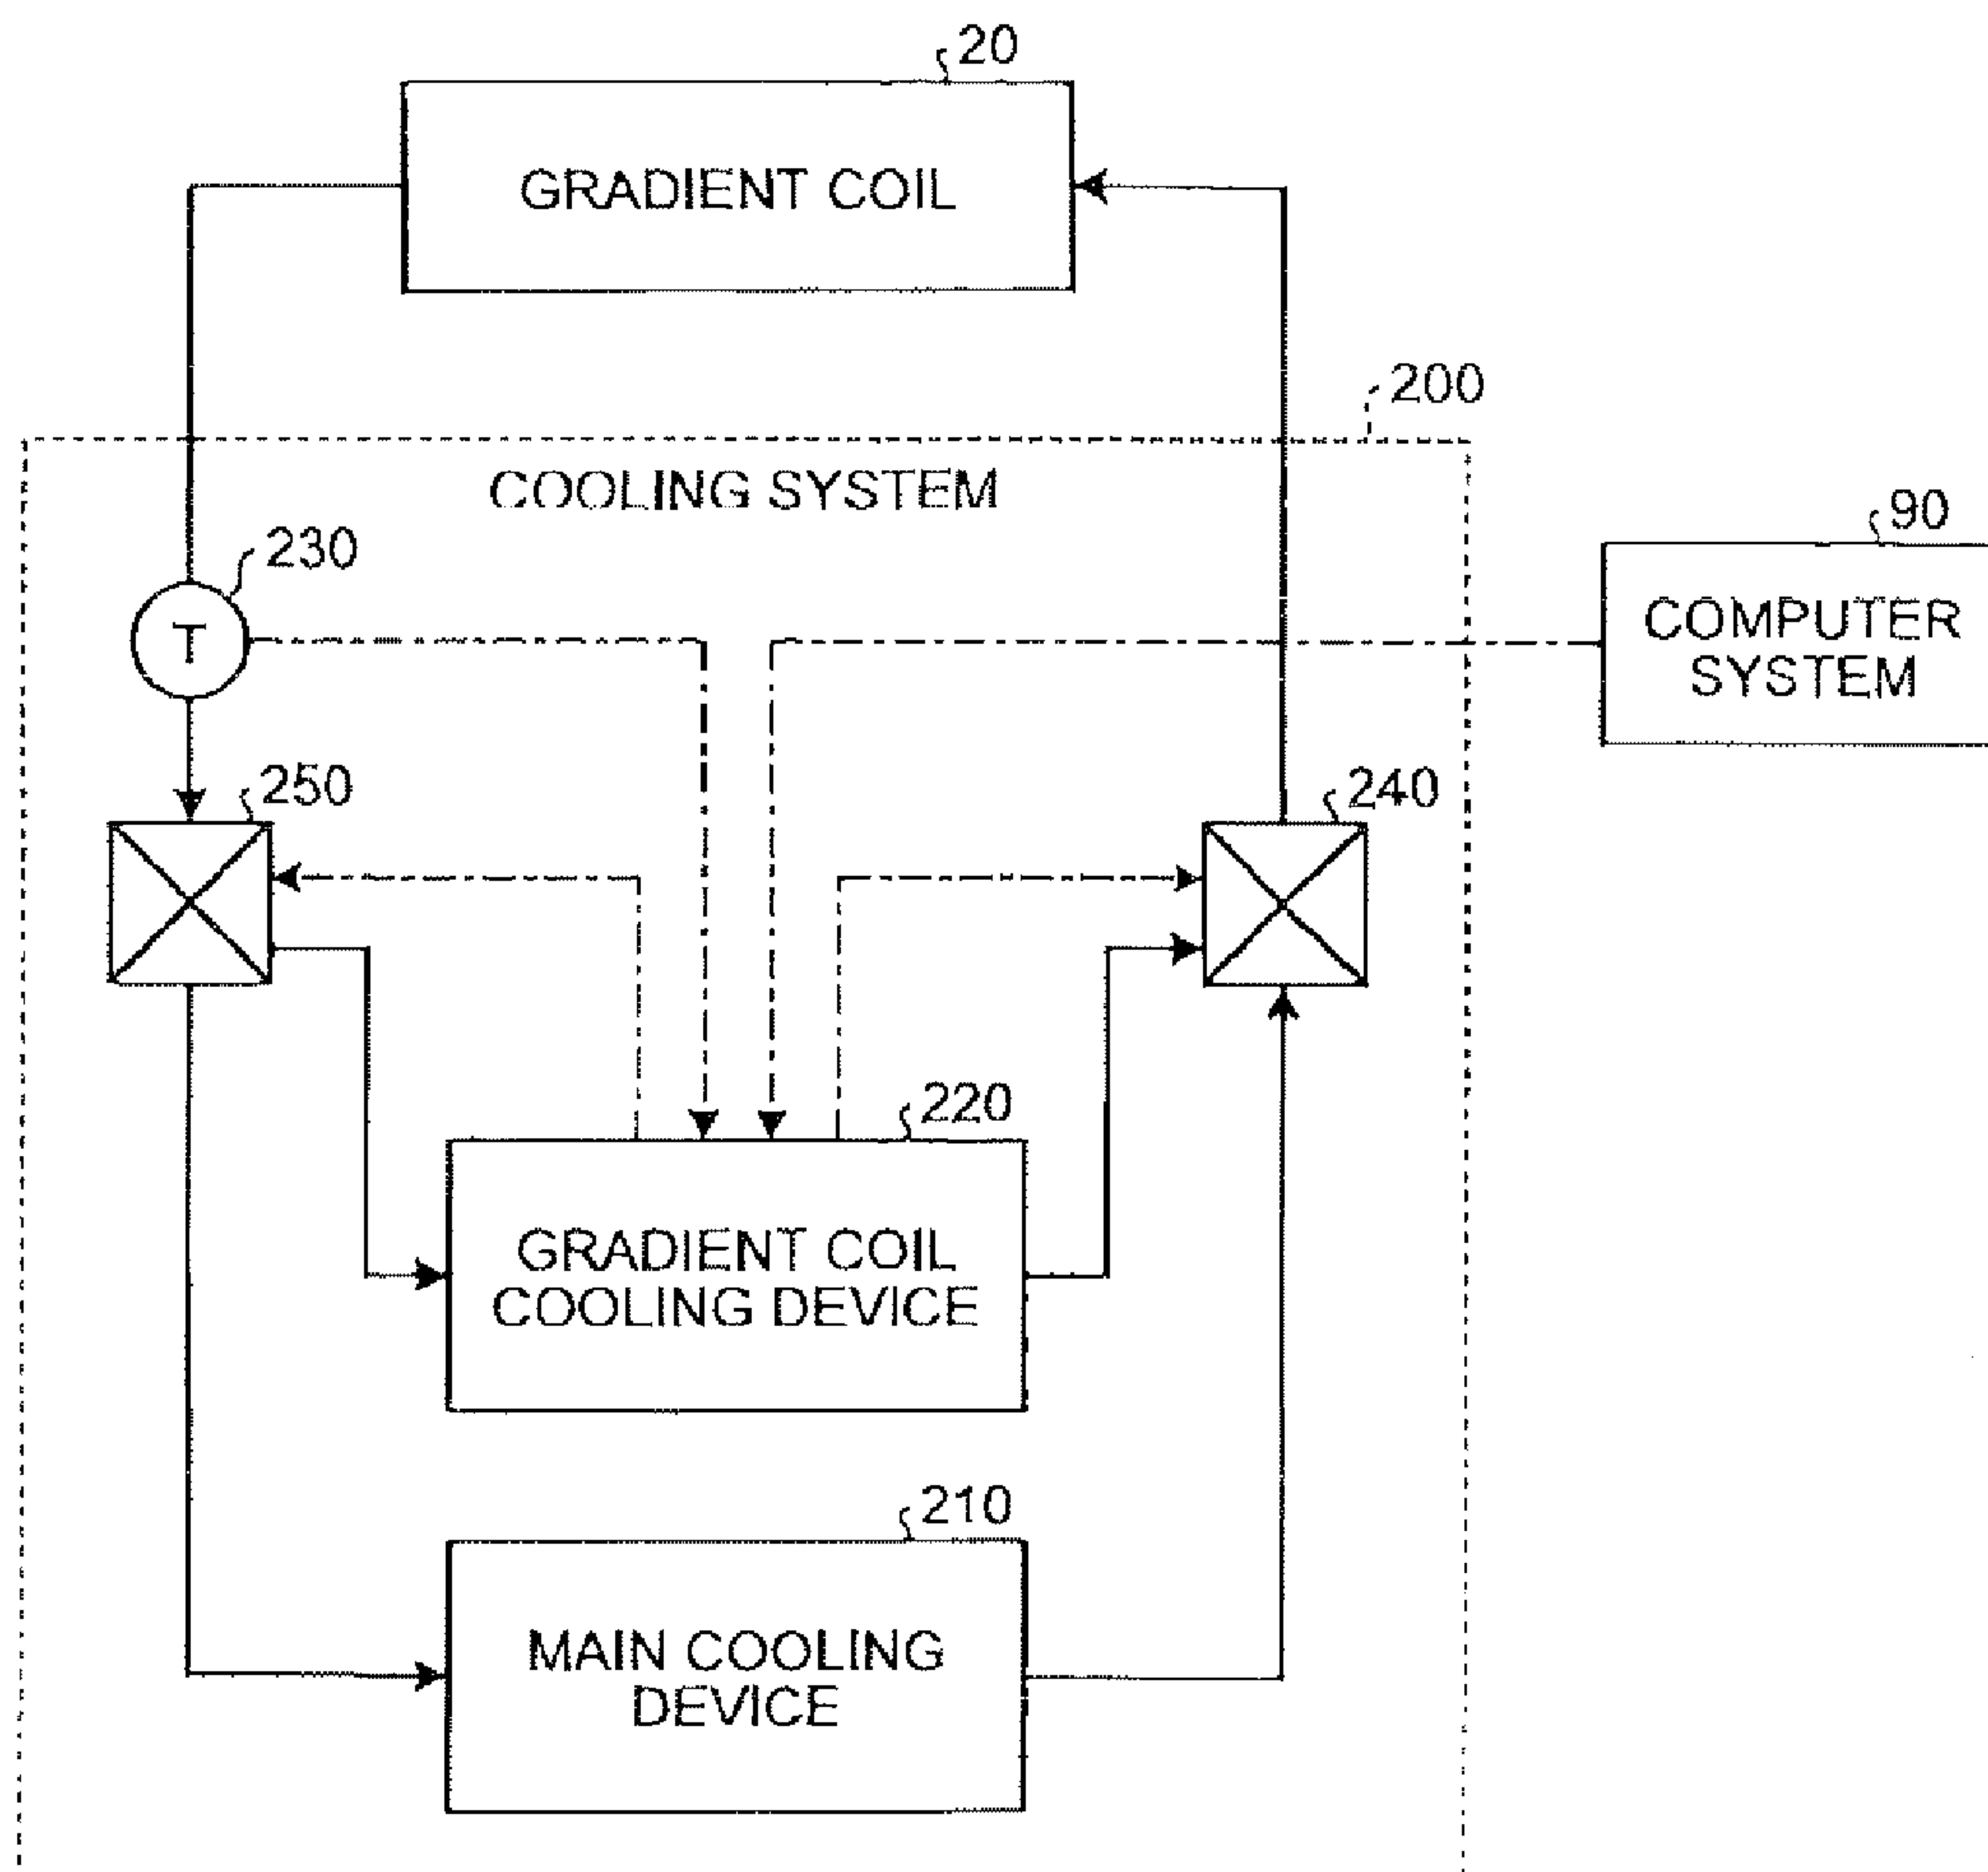 20
GRADIENT COIL
200
COOLING SYSTEM
90
230
COMPUTER
SYSTEM
T
250
240
220
GRADIENT COIL
COOLING DEVICE
210
MAIN COOLING
DEVICE